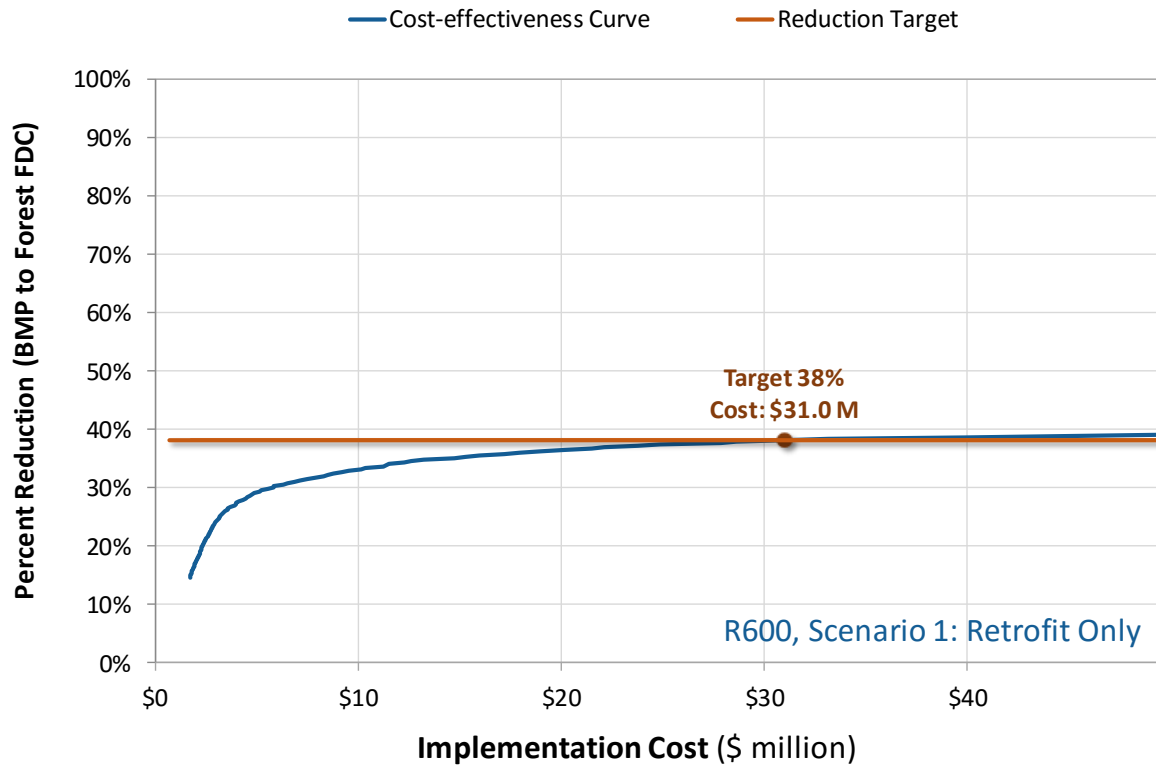 Cost-effectiveness Curve
Reduction Target
Percent Reduction (BMP to Forest FDC)
100%
90%
80%
70%
60%
50%
40%
30%
20%
10%
0%
Target 38%
Cost: $31.0 M
R600, Scenario 1: Retrofit Only
$0
$10
$20
$30
$40
Implementation Cost ($ million)